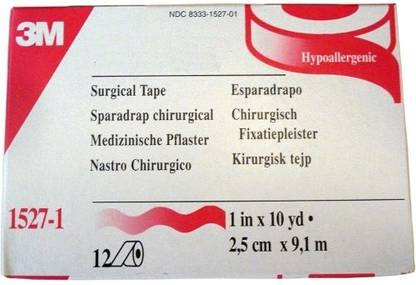 NDC 8333-1527-01
3M
Hypoallergenic
Surgical Tape
Sparadrap chirurgical
Medizinische Pflaster
Nastro Chirurgico
Esparadrapo
Chirurgisch
Fixatiepleister
Kirurgisk tejp
1527-1
12
1 in x 10 yd •
2,5 cm x 9,1 m